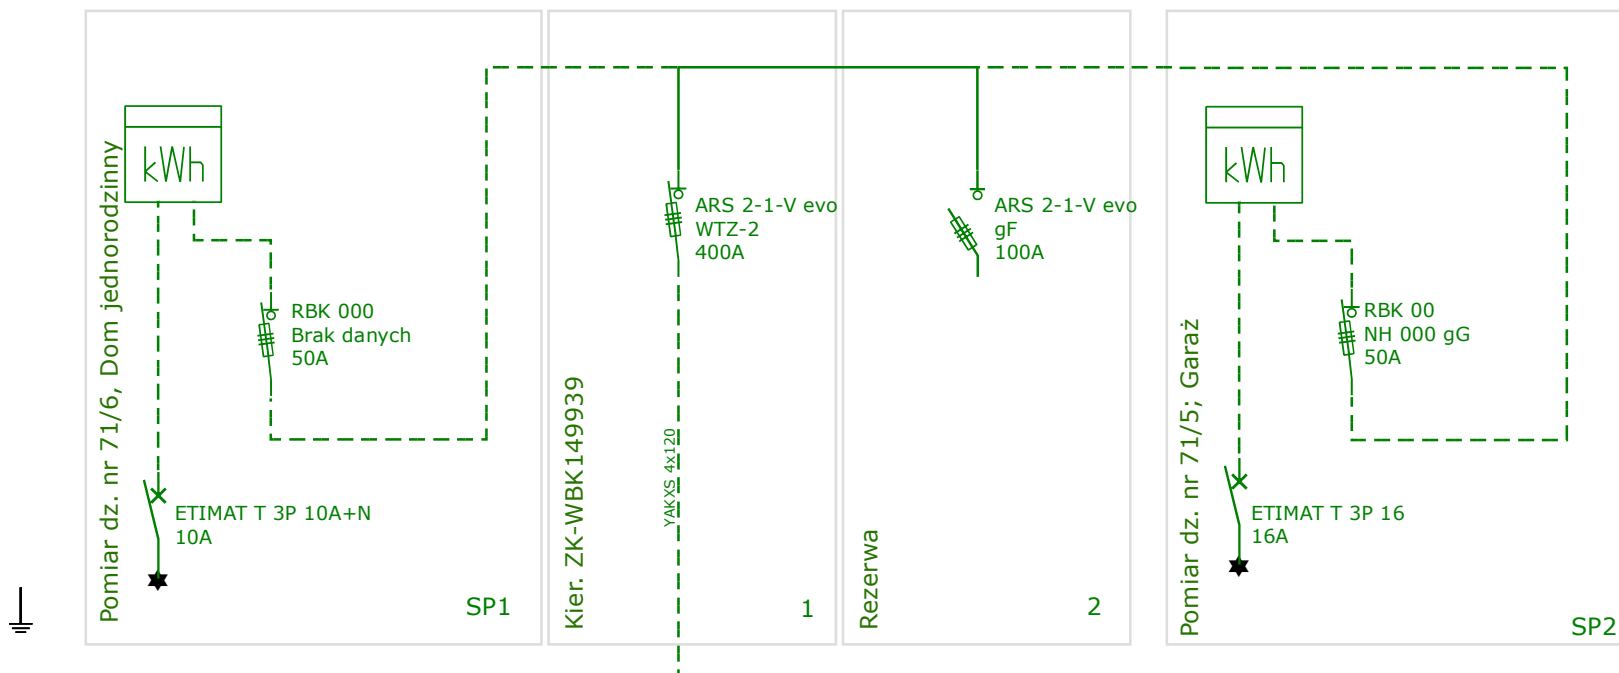 Pomiar dz. nr 71/6, Dom jednorodzinny
kWh
RBK 000
Brak danych
50A
ETIMAT T 3P 10A+N
10A
SP1
Kier. ZK-WBK149939
ARS 2-1-V evo
WTZ-2
400A
YAKXS 4x120
1
Rezerwa
ARS 2-1-V evo
gF
100A
2
Pomiar dz. nr 71/5; Garaż
kWh
RBK 00
NH 000 gG
50A
ETIMAT T 3P 16
16A
SP2